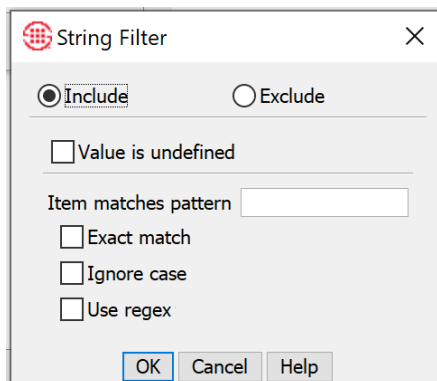 String Filter
Include Exclude
Value is undefined
Item matches pattern
Exact match
Ignore case
Use regex
OK Cancel Help